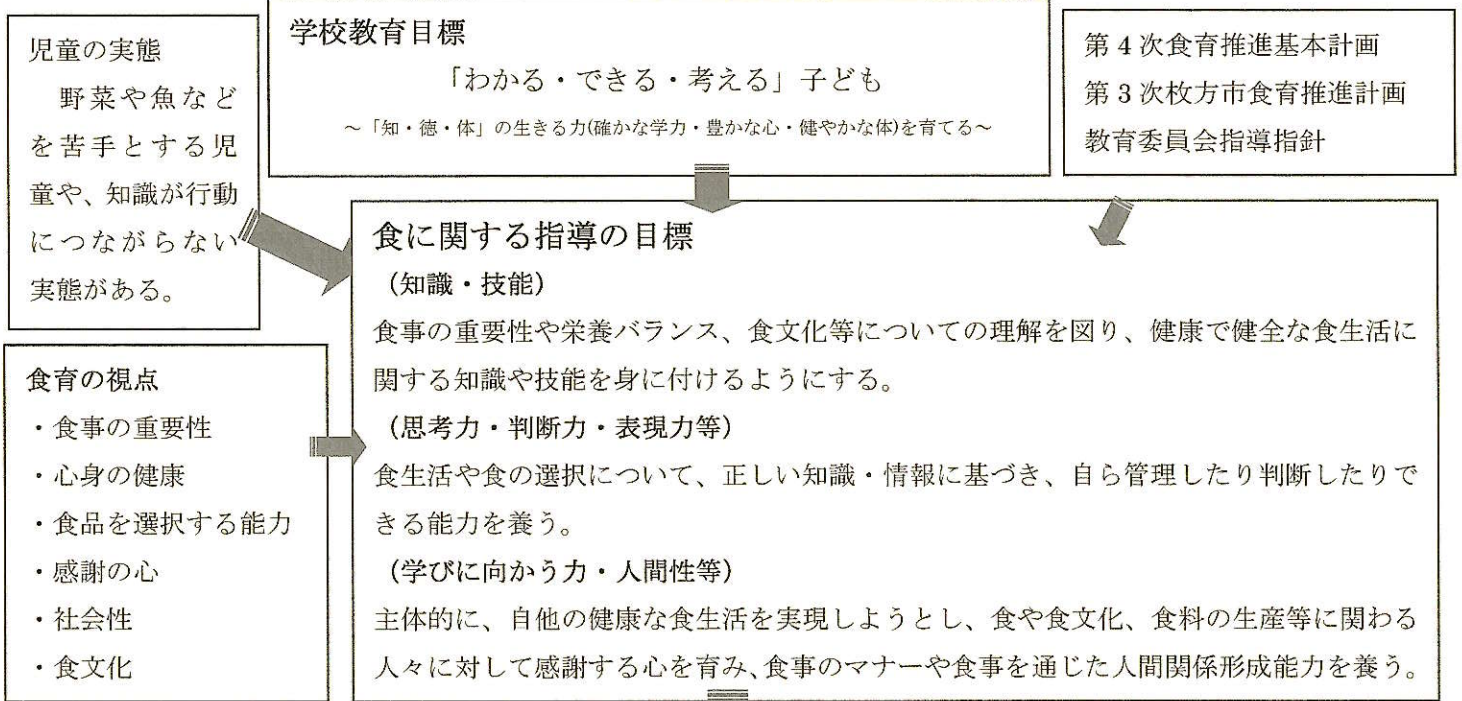 児童の実態
野菜や魚など
を苦手とする児
童や、知識が行動
につながらない
実態がある。
学校教育目標
「わかる・できる・考える」子ども
～「知・徳・体」の生きる力(確かな学力・豊かな心・健やかな体)を育てる～
第4次食育推進基本計画
第3次枚方市食育推進計画
教育委員会指導指針
食育の視点
・食事の重要性
・心身の健康
・食品を選択する能力
・感謝の心
・社会性
・食文化
食に関する指導の目標
（知識・技能）
食事の重要性や栄養バランス、食文化等についての理解を図り、健康で健全な食生活に
関する知識や技能を身に付けるようにする。
（思考力・判断力・表現力等）
食生活や食の選択について、正しい知識・情報に基づき、自ら管理したり判断したりで
きる能力を養う。
（学びに向かう力・人間性等）
主体的に、自他の健康な食生活を実現しようとし、食や食文化、食料の生産等に関わる
人々に対して感謝する心を育み、食事のマナーや食事を通じた人間関係形成能力を養う。